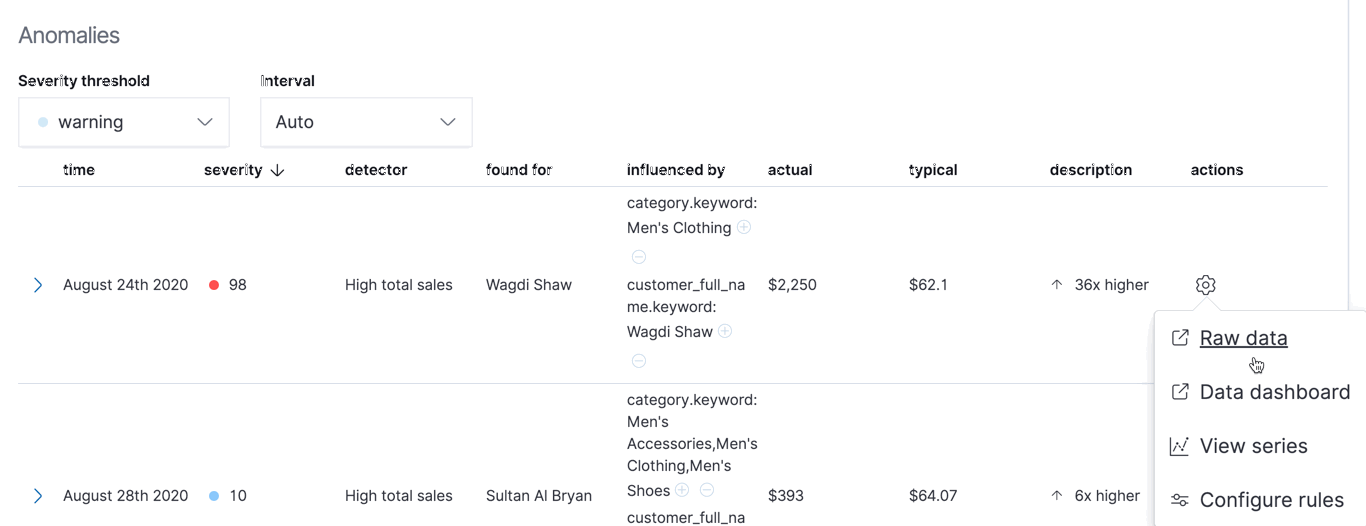 Anomalies
Severity threshold
Interval
warning
Auto
time severity detector found for influenced by actual typical description actions
category.keyword:
Men's Clothing
August 24th 2020 98 High total sales Wagdi Shaw customer_full_na $2,250 $62.1 36x higher
me.keyword:
Wagdi Shaw
Raw data
Data dashboard
View series
Configure rules
category.keyword:
Men's
Accessories,Men's
Clothing,Men's
Shoes
August 28th 2020 10 High total sales Sultan Al Bryan $393 $64.07 6x higher
customer_full_na